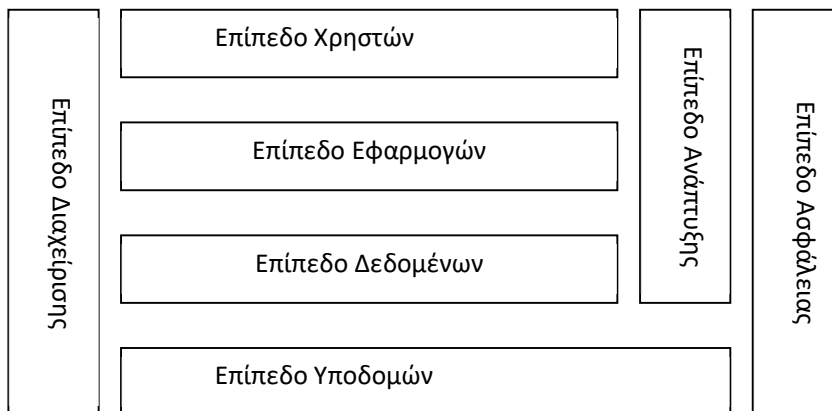 Επίπεδο Διαχείρισης
Επίπεδο Χρηστών
Επίπεδο Εφαρμογών
Επίπεδο Δεδομένων
Επίπεδο Υποδομών
Επίπεδο Ανάπτυξης
Επίπεδο Ασφάλειας